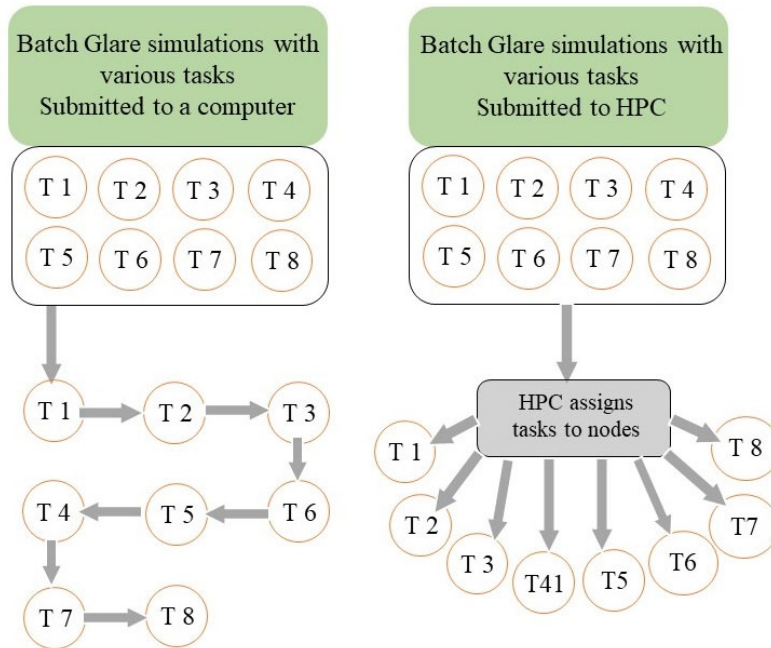 Batch Glare simulations with
various tasks
Submitted to a computer
T 1 T 2 T 3 T 4
T 5 T 6 T 7 T 8
T 1 T 2 T 3
T 4 T 5 T 6
T 7 T 8
Batch Glare simulations with
various tasks
Submitted to HPC
T 1 T 2 T 3 T 4
T 5 T 6 T 7 T 8
HPC assigns
tasks to nodes
T 1
T 2
T 3
T41
T5
T6
T7
T 8